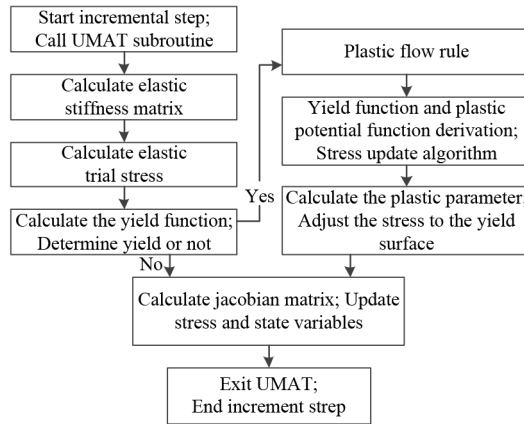 Start incremental step;
Call UMAT subroutine
Calculate elastic
stiffness matrix
Calculate elastic
trial stress
Calculate the yield function;
Determine yield or not
Yes
No
Plastic flow rule
Yield function and plastic
potential function derivation;
Stress update algorithm
Calculate the plastic parameter;
Adjust the stress to the yield
surface
Calculate jacobian matrix; Update
stress and state variables
Exit UMAT;
End increment strep